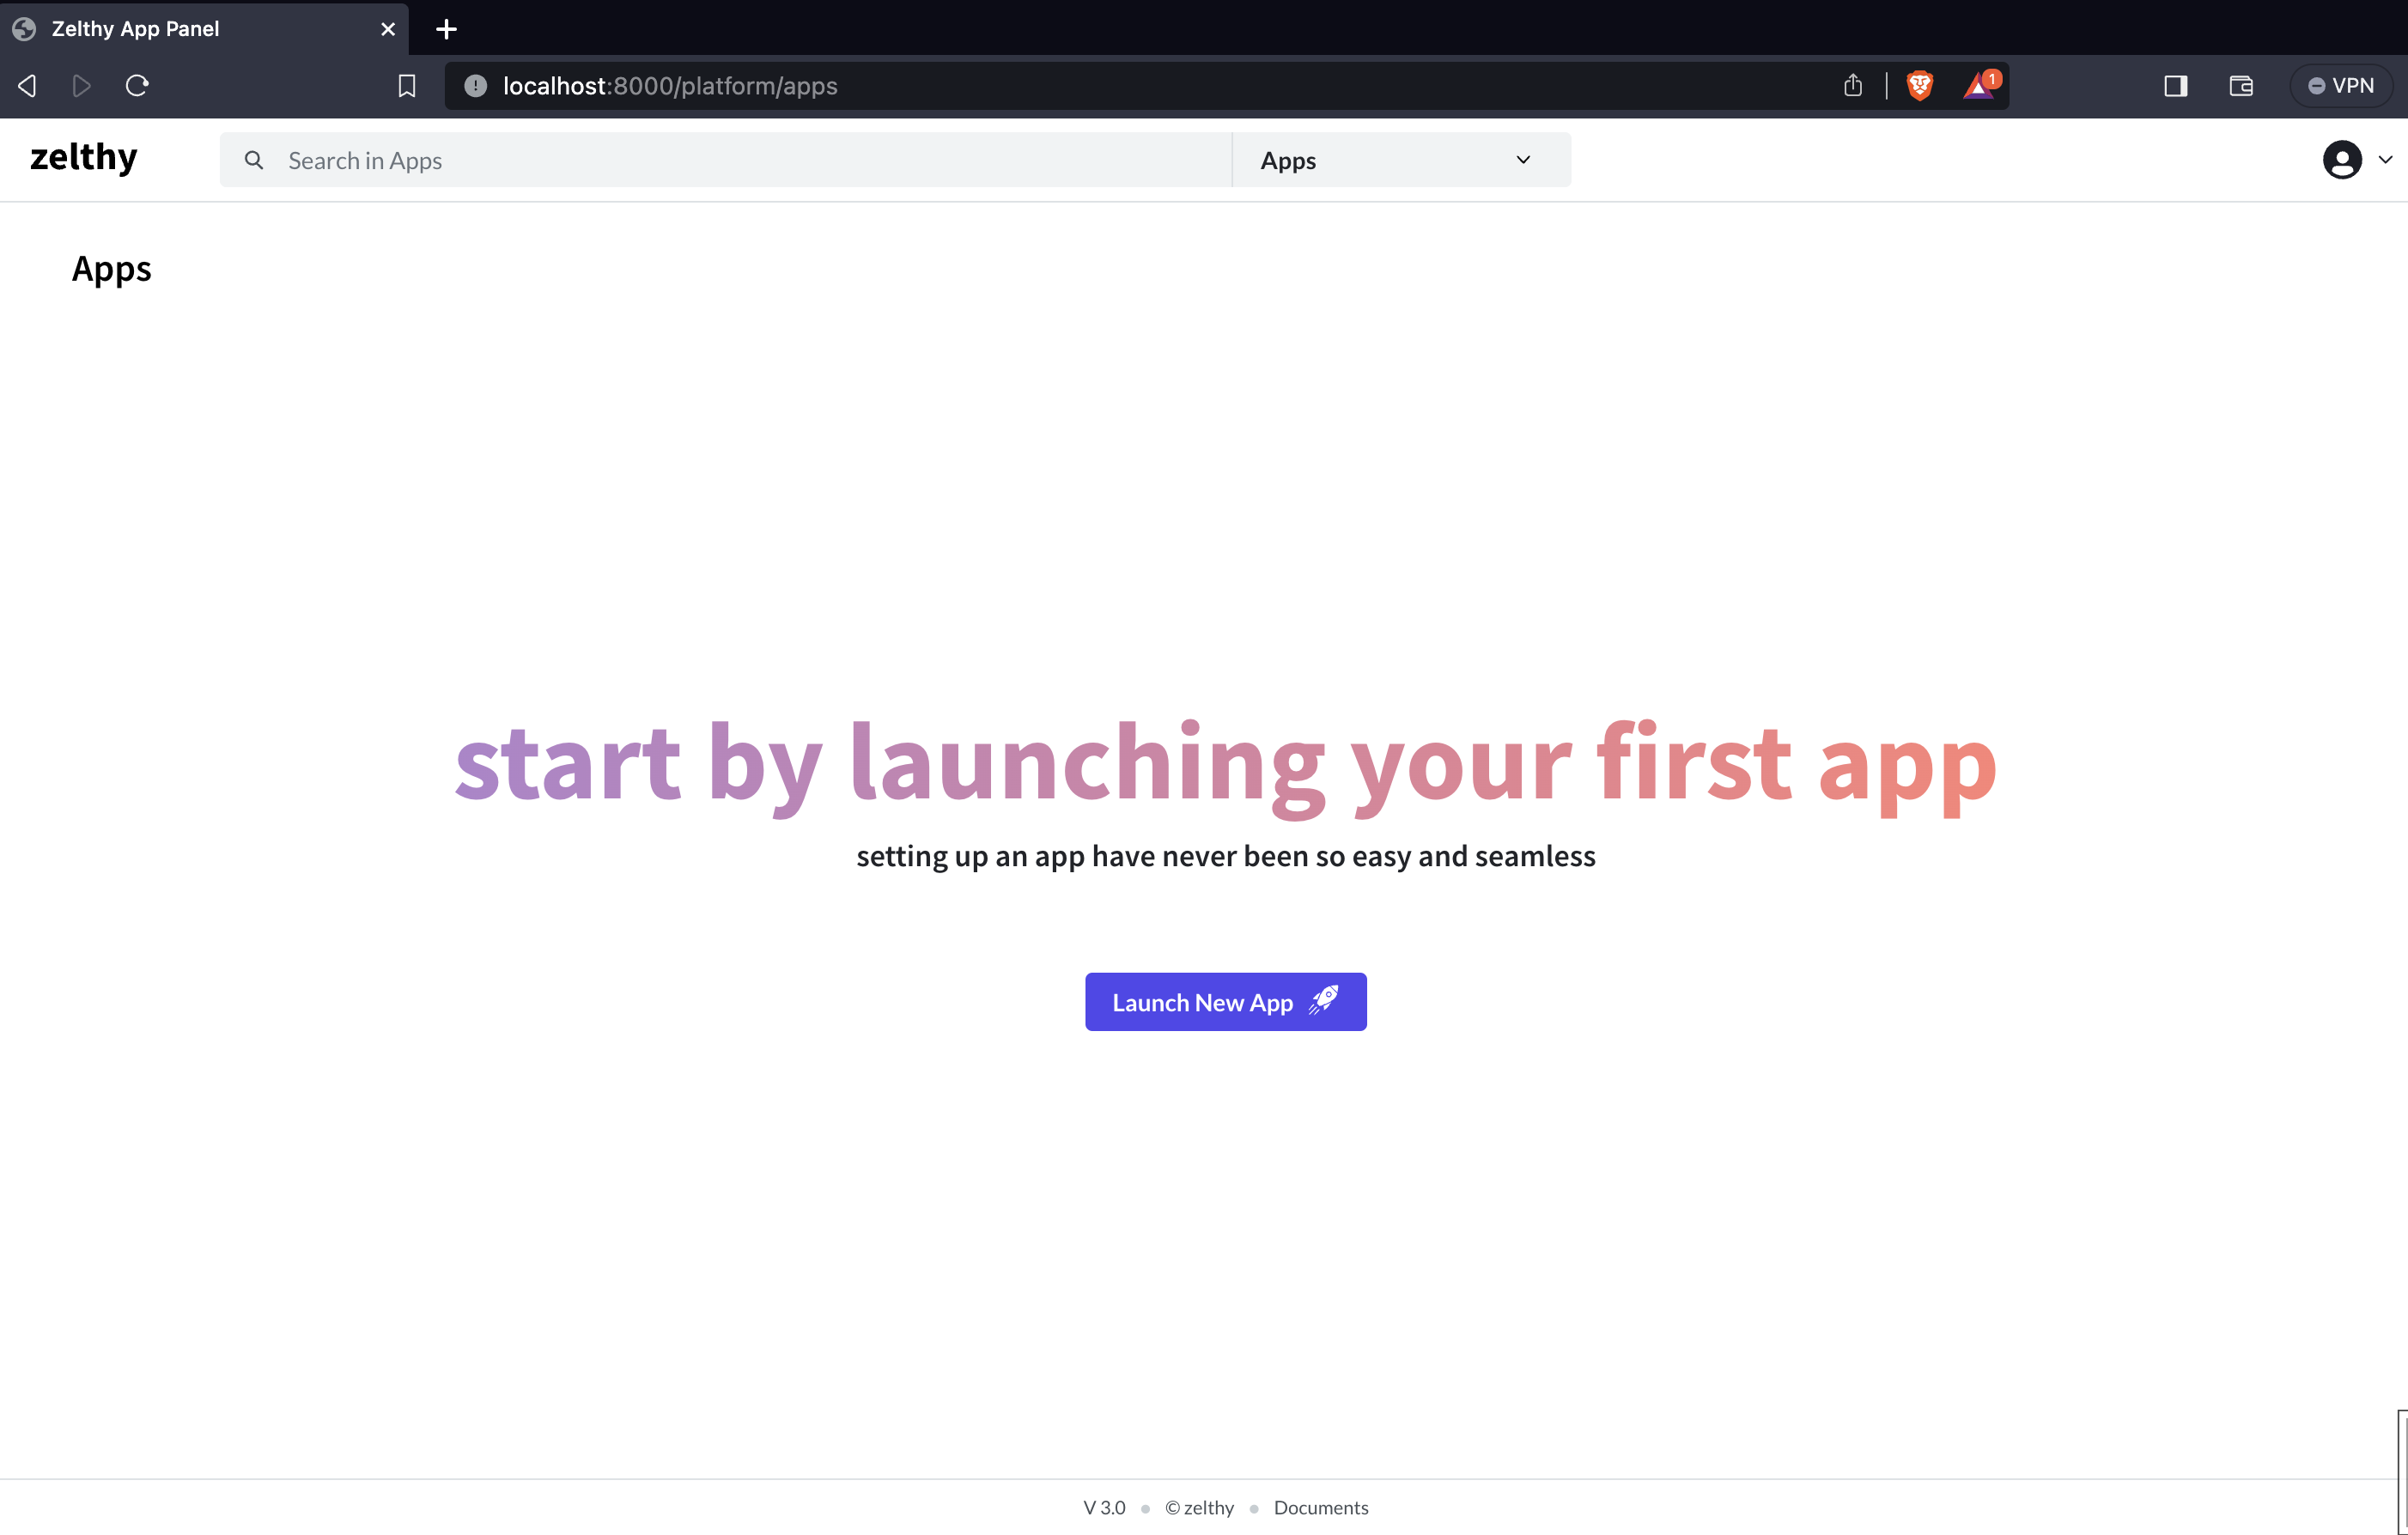 Zelthy App Panel
localhost:8000/platform/apps
1
VPN
zelthy
Search in Apps
Apps
Apps
start by launching your first app
setting up an app have never been so easy and seamless
Launch New App
V 3.0 • © zelthy • Documents